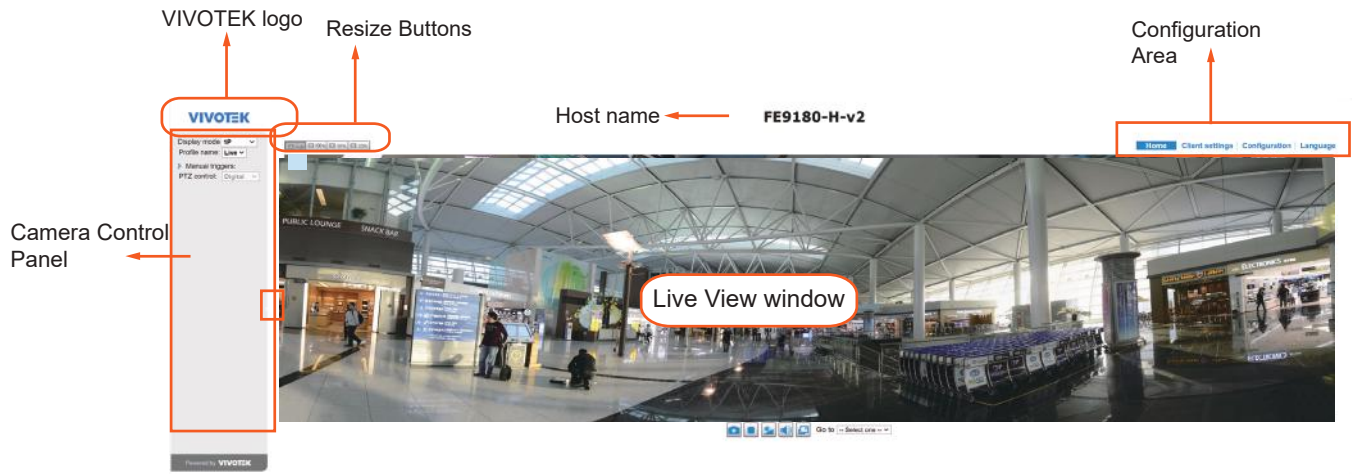 VIVOTEK logo
Resize Buttons
Configuration
Area
Host name
FE9180-H-v2
VIVOTEK
Display mode 1P
Profile name: Live
Manual triggers:
PTZ control: Digital
Home Client settings Configuration Language
Camera Control
Panel
PUBLIC LOUNGE SNACK BAR
ELECTRONICS
Live View window
Go to -- Select one --
Powered by VIVOTEK